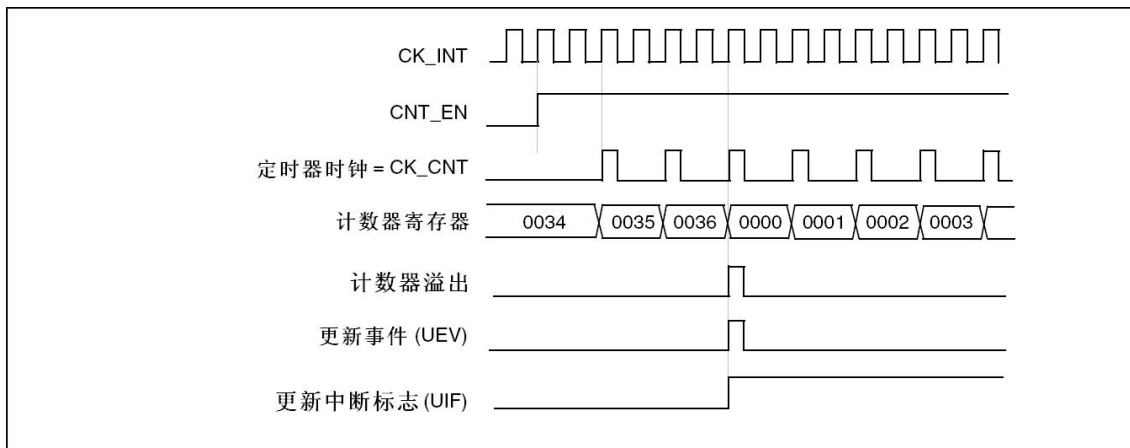 CK_INT
CNT_EN
定时器时钟 = CK_CNT
计数器寄存器 0034 0035 0036 0000 0001 0002 0003
计数器溢出
更新事件 (UEV)
更新中断标志 (UIF)